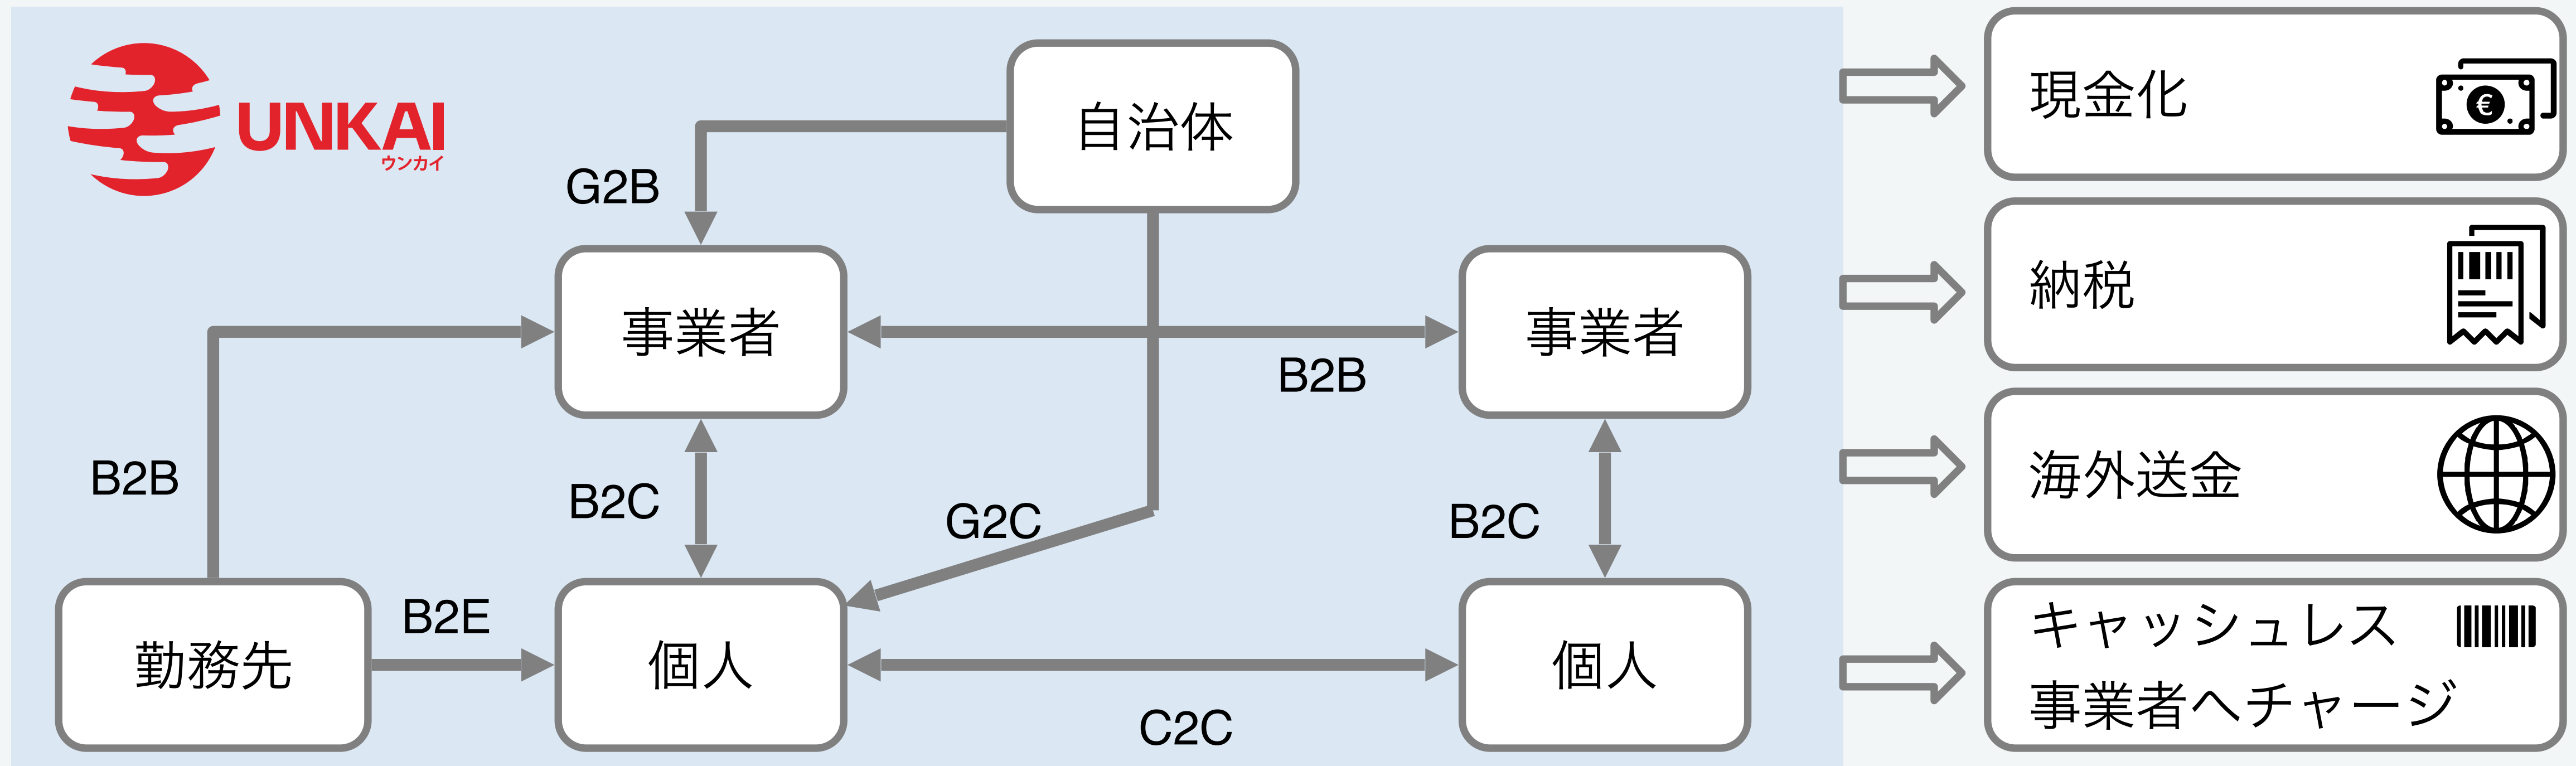 UNKAI
ウンカイ
自治体
G2B
事業者
事業者
B2B
B2B
B2C
G2C
B2C
勤務先
B2E
個人
個人
C2C
現金化
€
納税
海外送金
キャッシュレス
事業者へチャージ